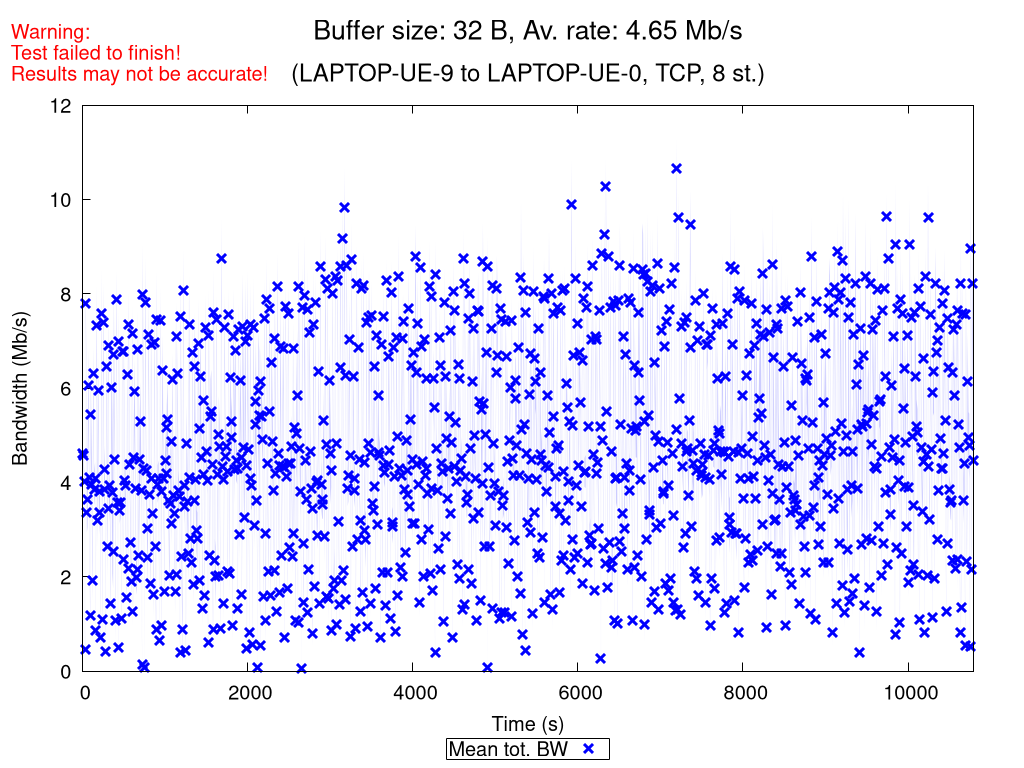 Warning:
Test failed to finish!
Results may not be accurate!
Buffer size: 32 B, Av. rate: 4.65 Mb/s
(LAPTOP-UE-9 to LAPTOP-UE-0, TCP, 8 st.)
12
10
8
6
4
2
0
Bandwidth (Mb/s)
0 2000 4000 6000 8000 10000
Time (s)
Mean tot. BW